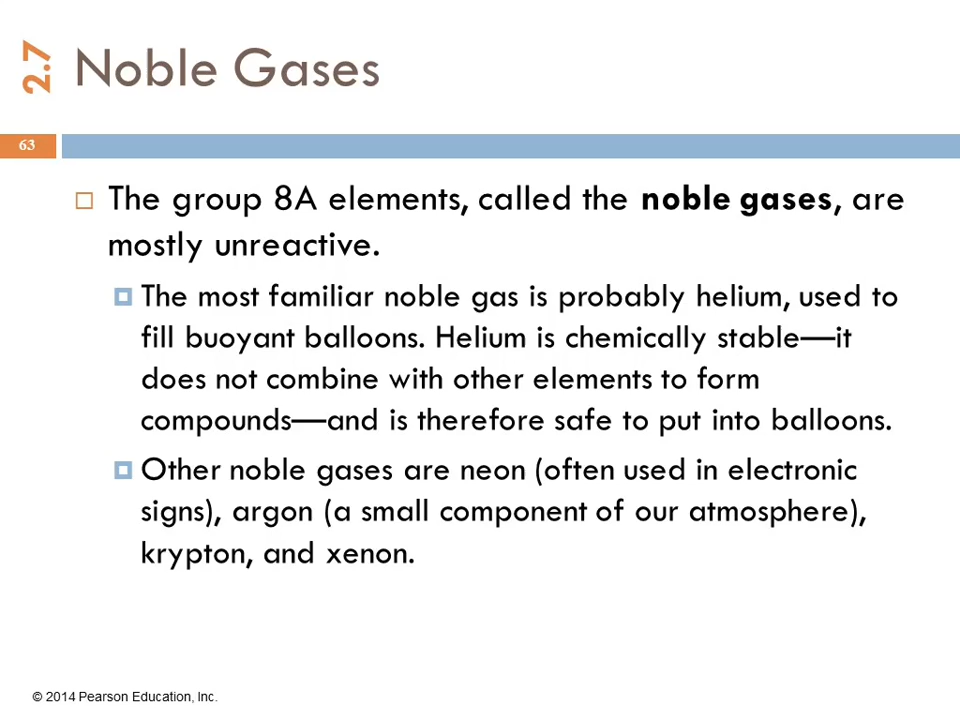 2.7
Noble Gases
63
The group 8A elements, called the noble gases, are
mostly unreactive.
The most familiar noble gas is probably helium, used to
fill buoyant balloons. Helium is chemically stable—it
does not combine with other elements to form
compounds—and is therefore safe to put into balloons.
Other noble gases are neon (often used in electronic
signs), argon (a small component of our atmosphere),
krypton, and xenon.
© 2014 Pearson Education, Inc.